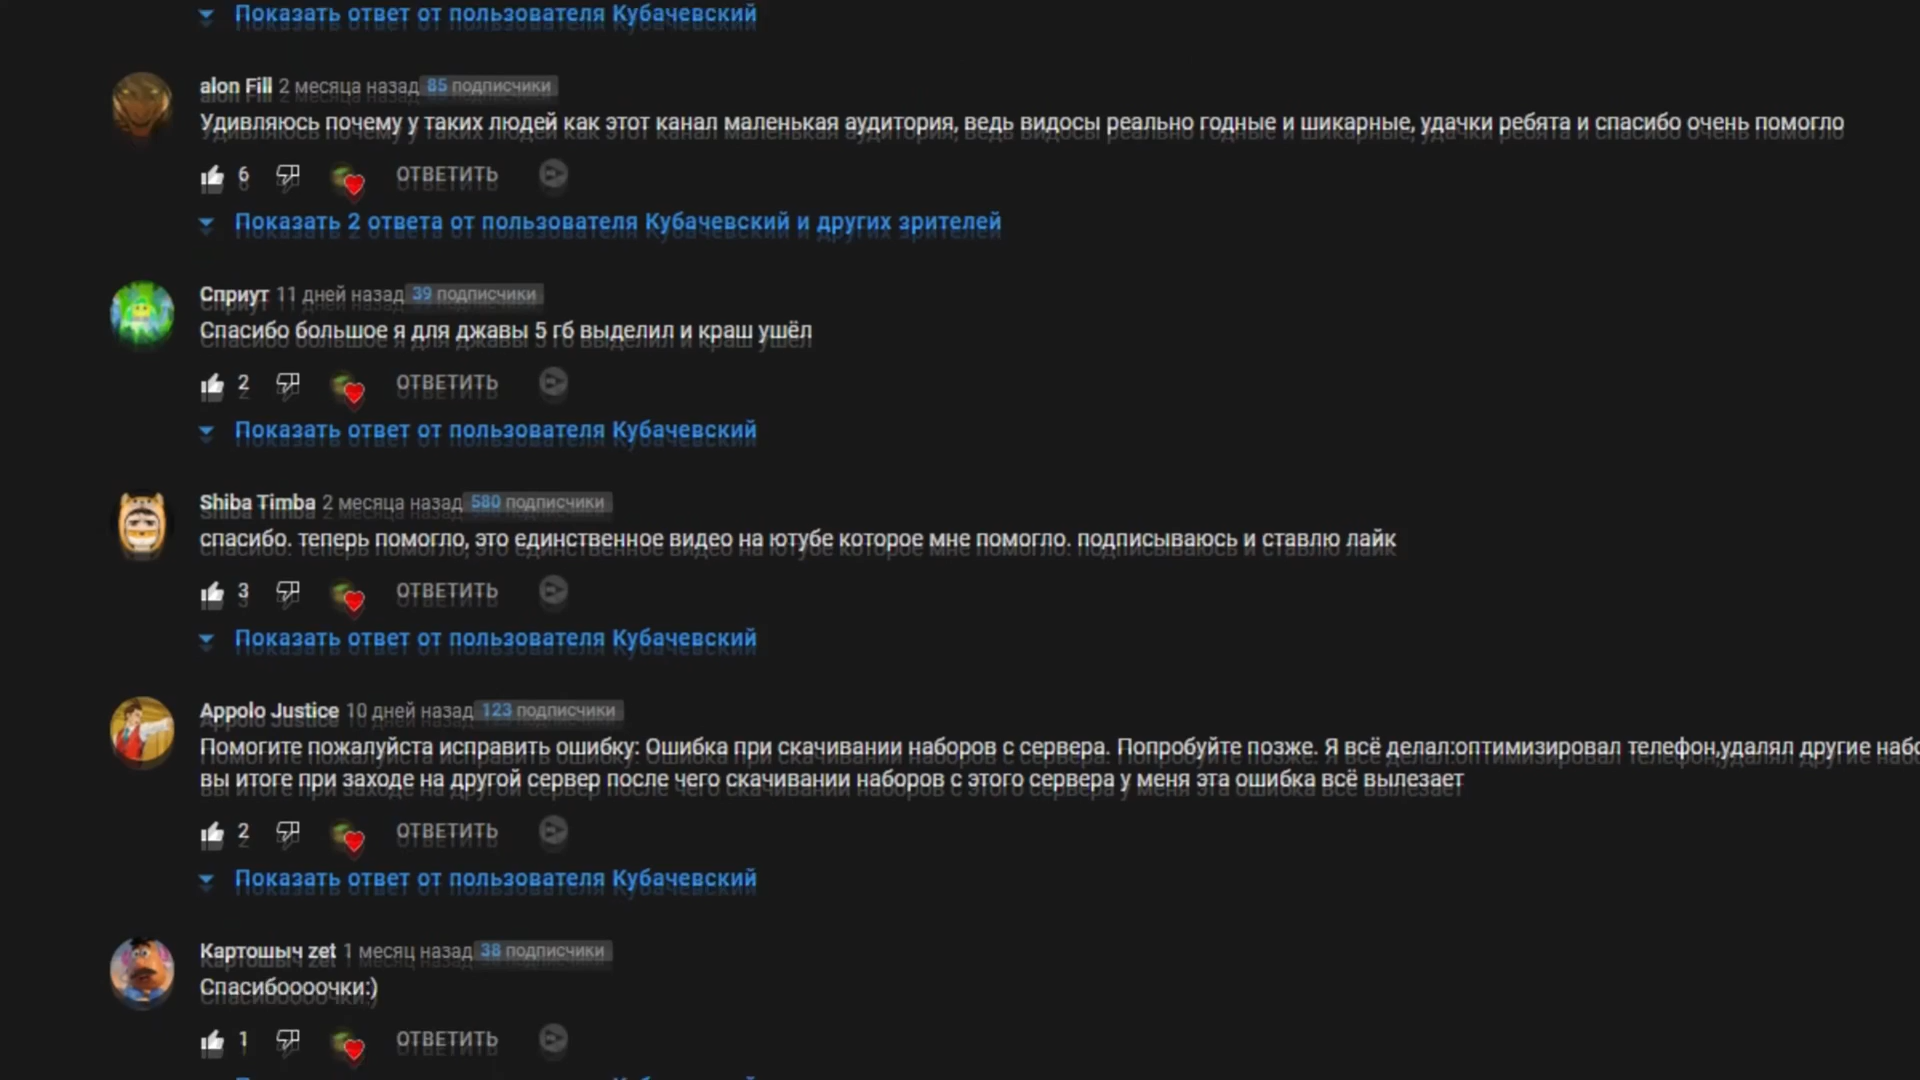 Показать ответ от пользователя Кубачевский
alon Fill 2 месяца назад 85 подписчики
Удивляюсь почему у таких людей как этот канал маленькая аудитория, ведь видосы реально годные и шикарные, удачки ребята и спасибо очень помогло
6 ОТВЕТИТЬ
Показать 2 ответа от пользователя Кубачевский и других зрителей
Сприут 11 дней назад 39 подписчики
Спасибо большое я для джавы 5 гб выделил и краш ушёл
2 ОТВЕТИТЬ
Показать ответ от пользователя Кубачевский
Shiba Timba 2 месяца назад 580 подписчики
спасибо. теперь помогло, это единственное видео на ютубе которое мне помогло. подписываюсь и ставлю лайк
3 ОТВЕТИТЬ
Показать ответ от пользователя Кубачевский
Appolo Justice 10 дней назад 123 подписчики
Помогите пожалуйста исправить ошибку: Ошибка при скачивании наборов с сервера. Попробуйте позже. Я всё делал:оптимизировал телефон,удалял другие
вы итоге при заходе на другой сервер после чего скачивании наборов с этого сервера у меня эта ошибка всё вылезает
2 ОТВЕТИТЬ
Показать ответ от пользователя Кубачевский
Картошыч zet 1 месяц назад 38 подписчики
Спасибоооочки:)
1 ОТВЕТИТЬ